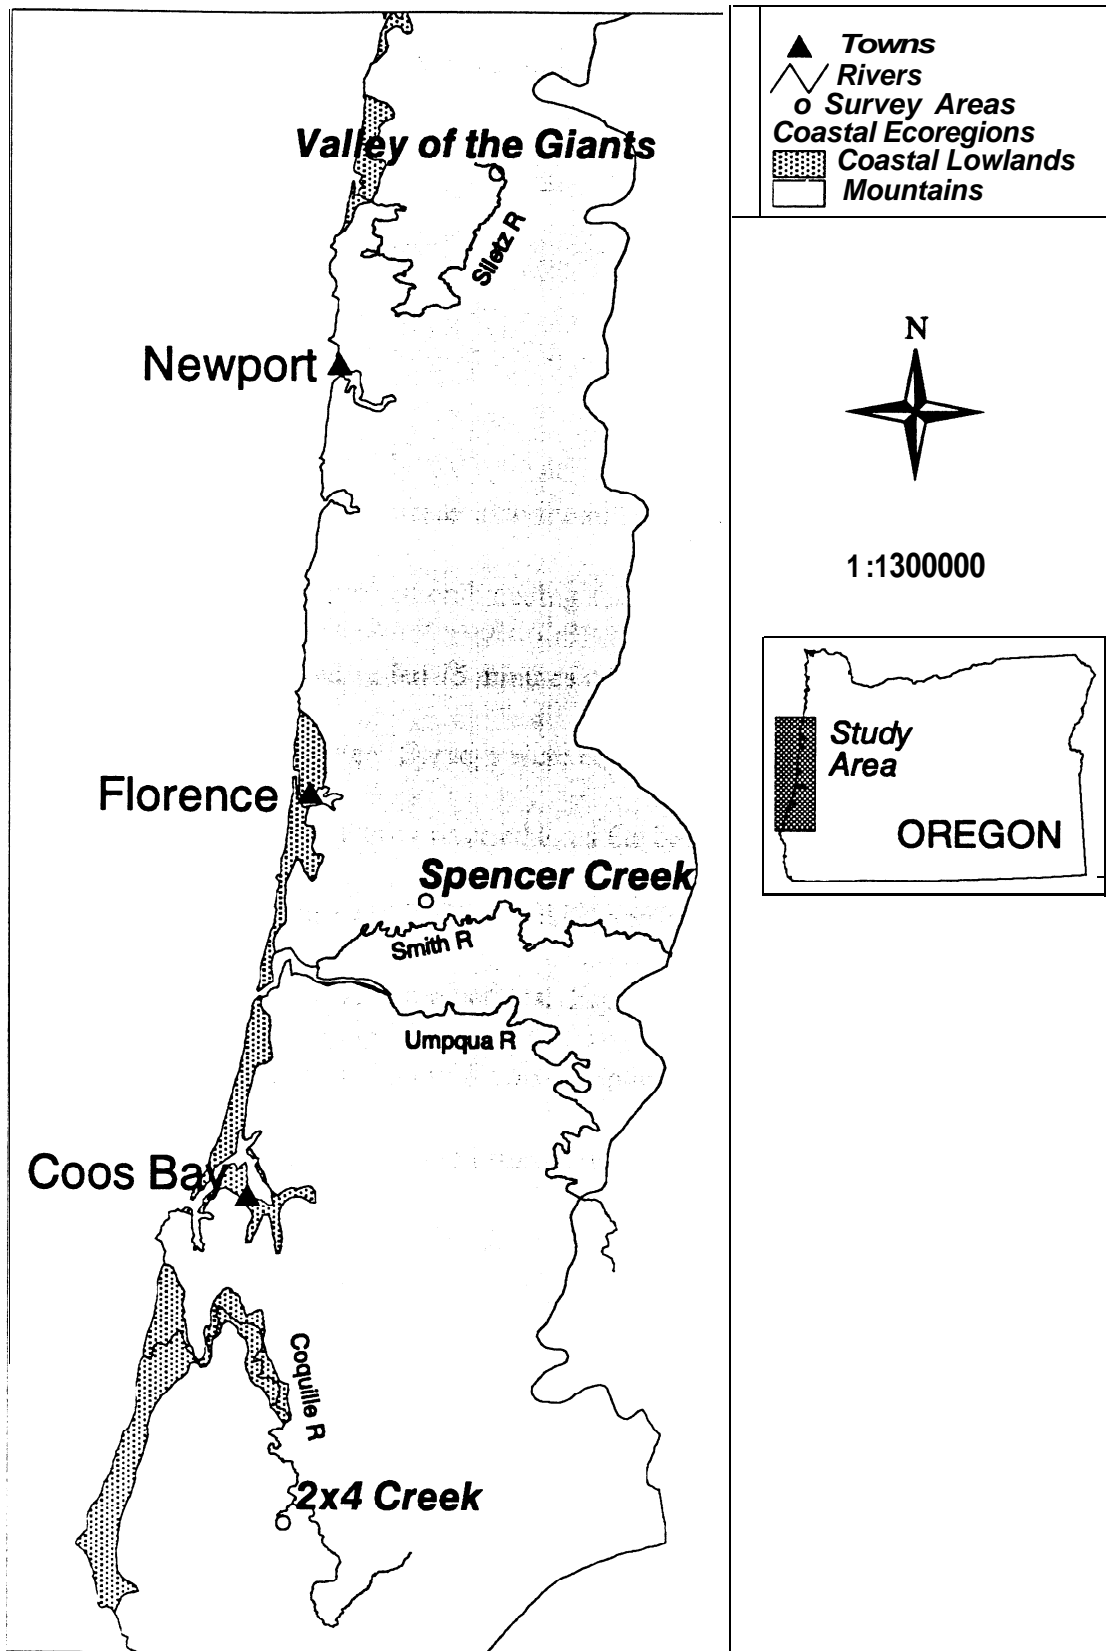 Valley of the Giants
Siletz R
Newport
Florence
Spencer Creek
Smith R
Umpqua R
Coos Bay
Coquille R
2x4 Creek
Towns
Rivers
Survey Areas
Coastal Ecoregions
Coastal Lowlands
Mountains
N
1:1300000
Study
Area
OREGON